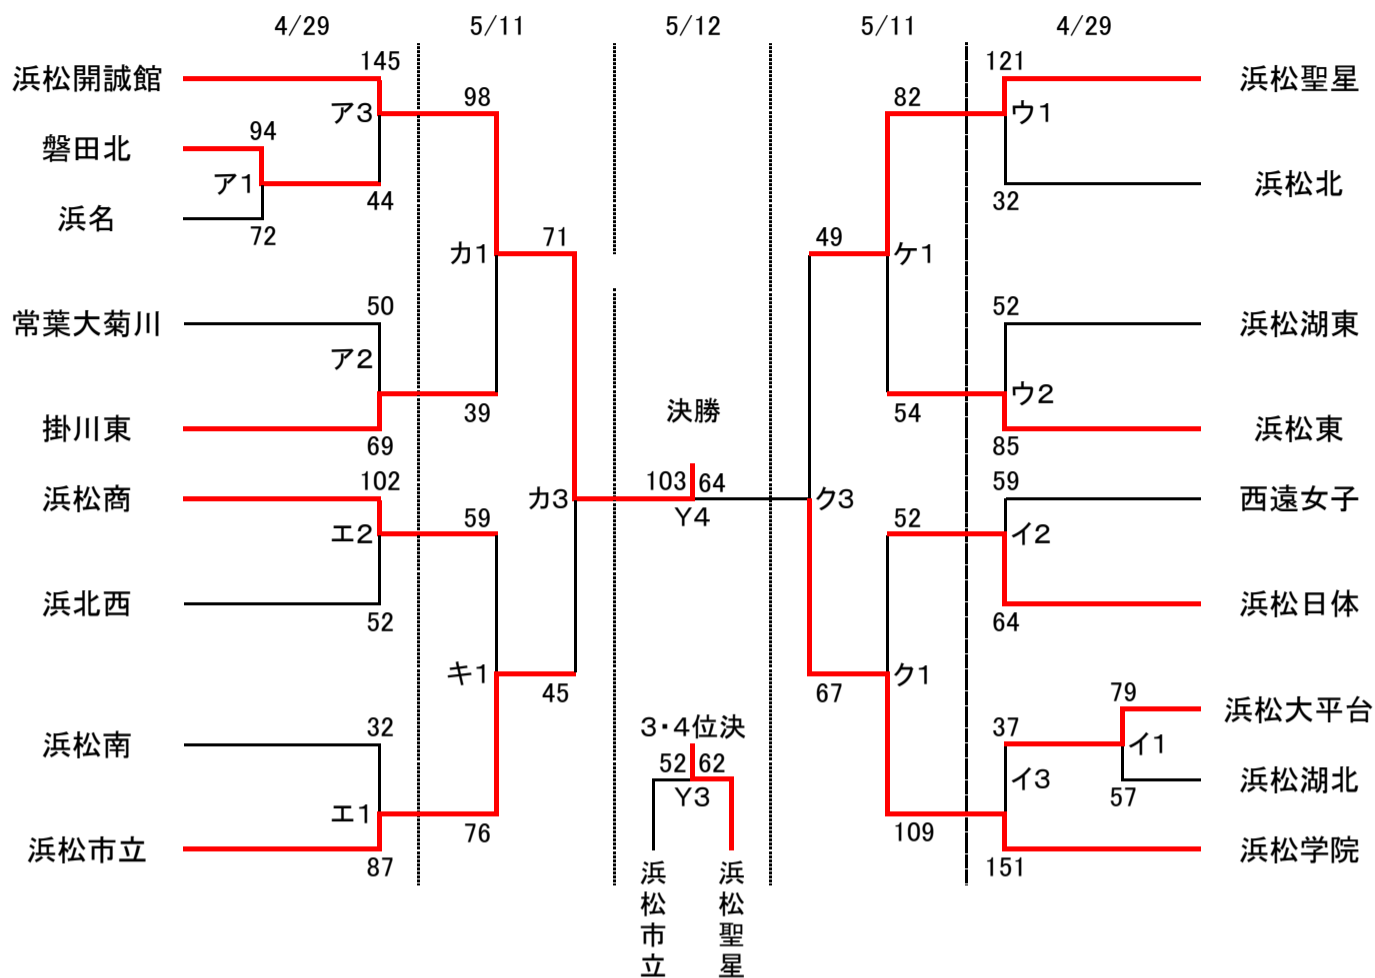 4/29 5/11 5/12 5/11 4/29
浜松開誠館 145 98 82 121 浜松聖星
ア3 ウ1
磐田北 94
ア1 44 32 浜松北
浜名 72
カ1 71 49 ケ1
常葉大菊川 50 52 浜松湖東
ア2
39 決勝 54 ウ2
掛川東 69 85 浜松東
浜松商 102 カ3 103 64 ク3 59 西遠女子
Y4
エ2 59 52 イ2
浜北西 52 64 浜松日体
キ1 45 67 ク1
79 浜松大平台
浜松南 32 3・4位決 37 イ1
52 62 イ3 57 浜松湖北
Y3
エ1 76 109
浜松市立 87 151 浜松学院
浜松市立
浜松聖星